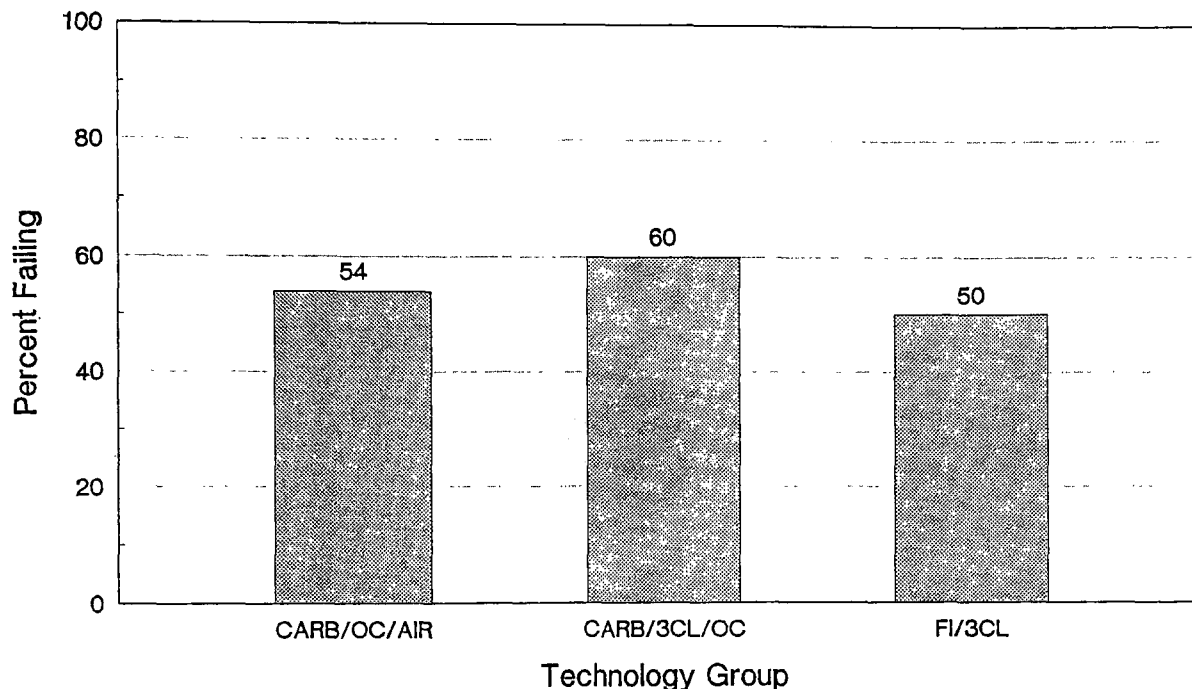 100
80
60
40
20
0
Percent Failing
54
60
50
CARB/OC/AIR
CARB/3CL/OC
FI/3CL
Technology Group